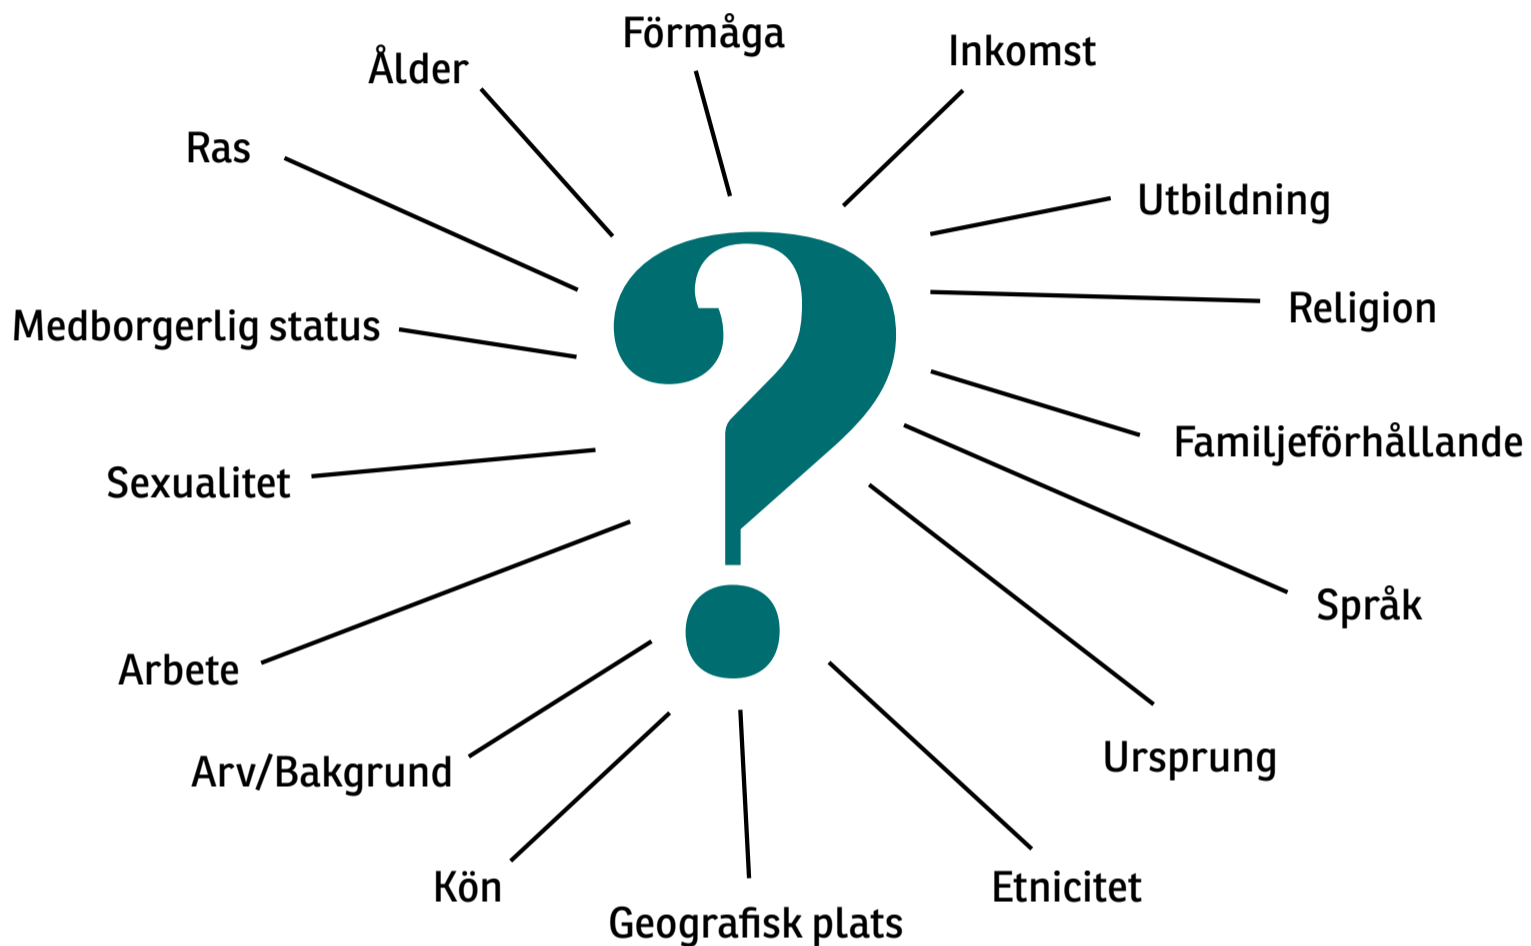 Förmåga
Inkomst
Ålder
Ras
Utbildning
Religion
Medborgerlig status
Familjeförhållande
Sexualitet
Språk
Arbete
Ursprung
Arv/Bakgrund
Kön
Etnicitet
Geografisk plats
?